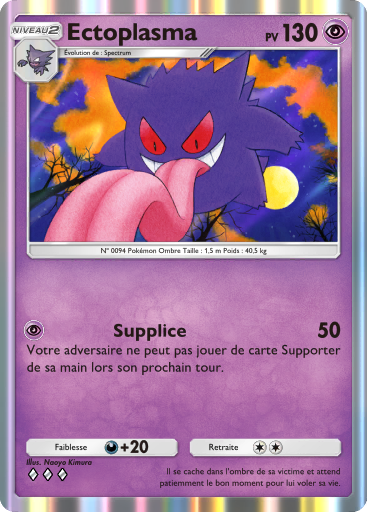 NIVEAU 2
Ectoplasma
PV 130
Évolution de : Spectrum
N° 0094 Pokémon Ombre Taille : 1,5 m Poids : 40,5 kg
Supplice 50
Votre adversaire ne peut pas jouer de carte Supporter
de sa main lors son prochain tour.
Faiblesse +20 Retraite
Illus. Naoyo Kimura
Il se cache dans l'ombre de sa victime et attend
patiemment le bon moment pour lui voler sa vie.